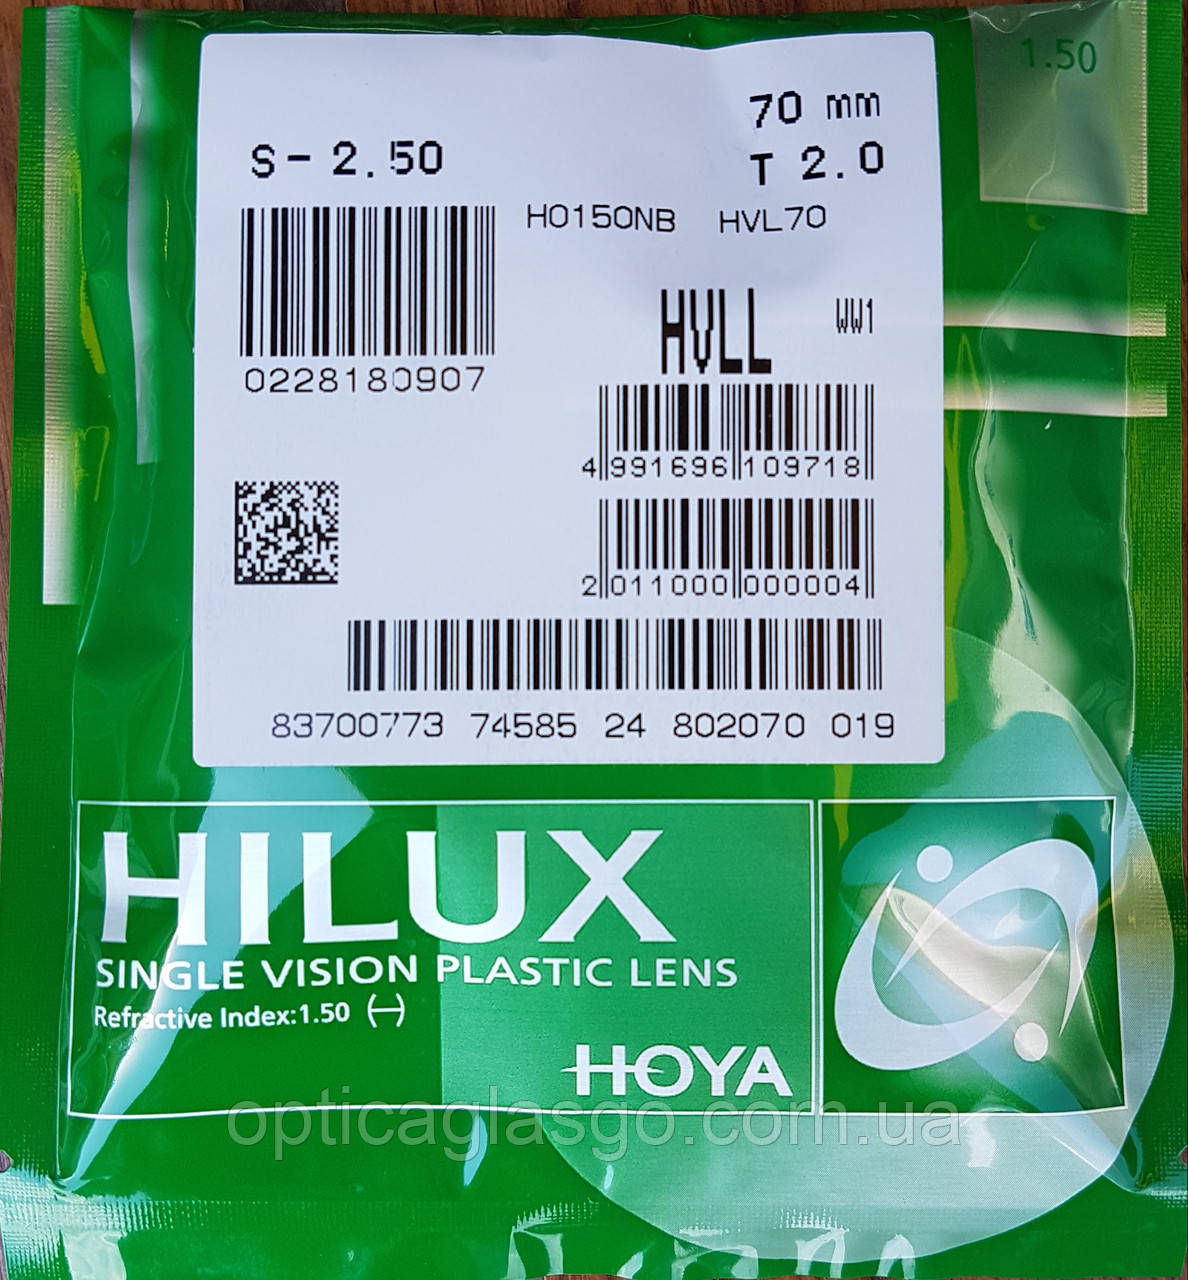 1.50
70 mm
S - 2.50
T 2.0
HO150NB HVL70
HVLL WW1
0228180907
4 991696 109718
2 011000 000004
83700773 74585 24 802070 019
HILUX
SINGLE VISION PLASTIC LENS
Refractive Index:1.50 (−)
HOYA
opticaglasgo.com.ua